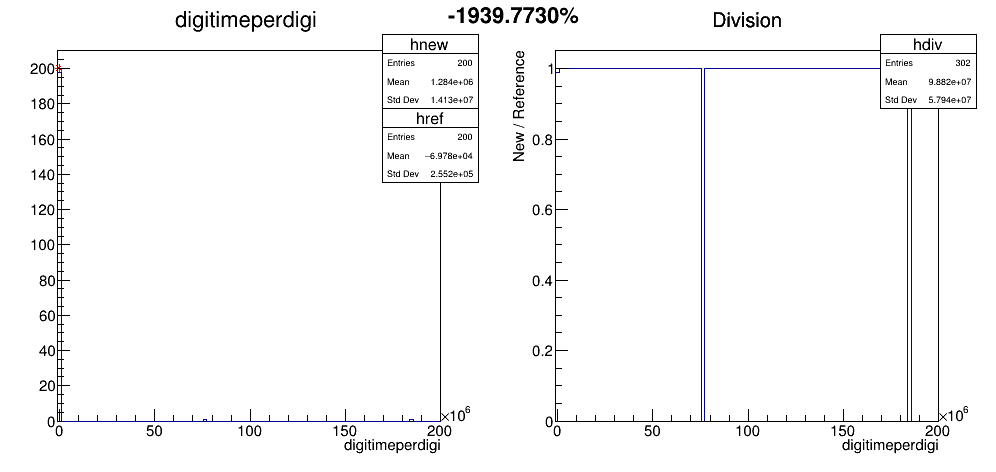 -1939.7730%
digitimeperdigi
hnew
Entries 200
Mean 1.284e+06
Std Dev 1.413e+07
href
Entries 200
Mean −6.978e+04
Std Dev 2.552e+05
200
180
160
140
120
100
80
60
40
20
0
0 50 100 150 200
×10⁶
digitimeperdigi
Division
hdiv
Entries 302
Mean 9.882e+07
Std Dev 5.794e+07
New / Reference
1
0.8
0.6
0.4
0.2
0
0 50 100 150 200
×10⁶
digitimeperdigi